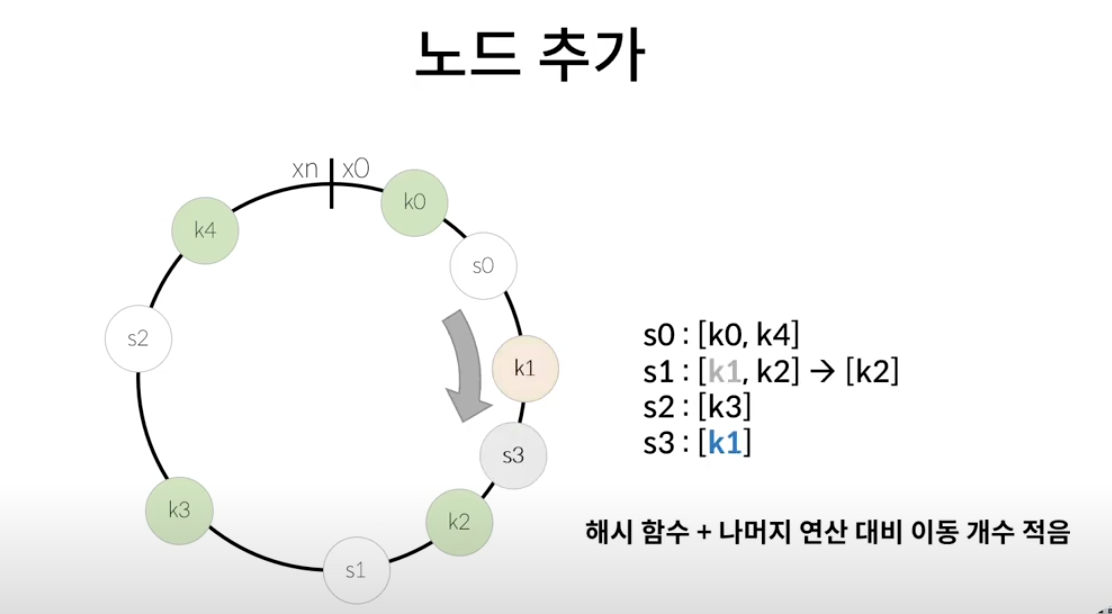 노드 추가
xn x0
k0
k4
s0
s2
k1
s3
k3
k2
s1
s0 : [k0, k4]
s1 : [k1, k2] → [k2]
s2 : [k3]
s3 : [k1]
해시 함수 + 나머지 연산 대비 이동 개수 적음